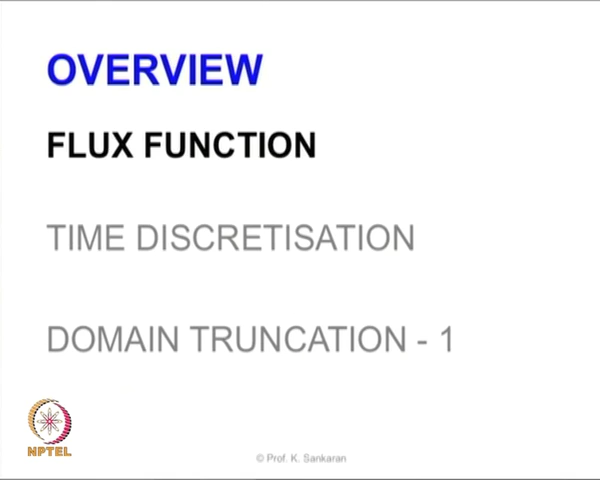 OVERVIEW
FLUX FUNCTION
TIME DISCRETISATION
DOMAIN TRUNCATION - 1
NPTEL
© Prof. K. Sankaran